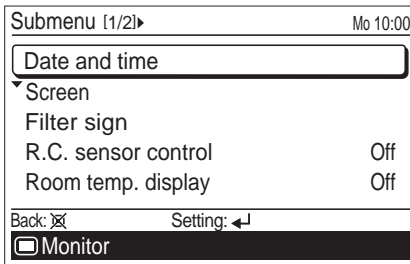 Submenu [1/2]▸ Mo 10:00
Date and time
Screen
Filter sign
R.C. sensor control Off
Room temp. display Off
Back: Setting:
Monitor